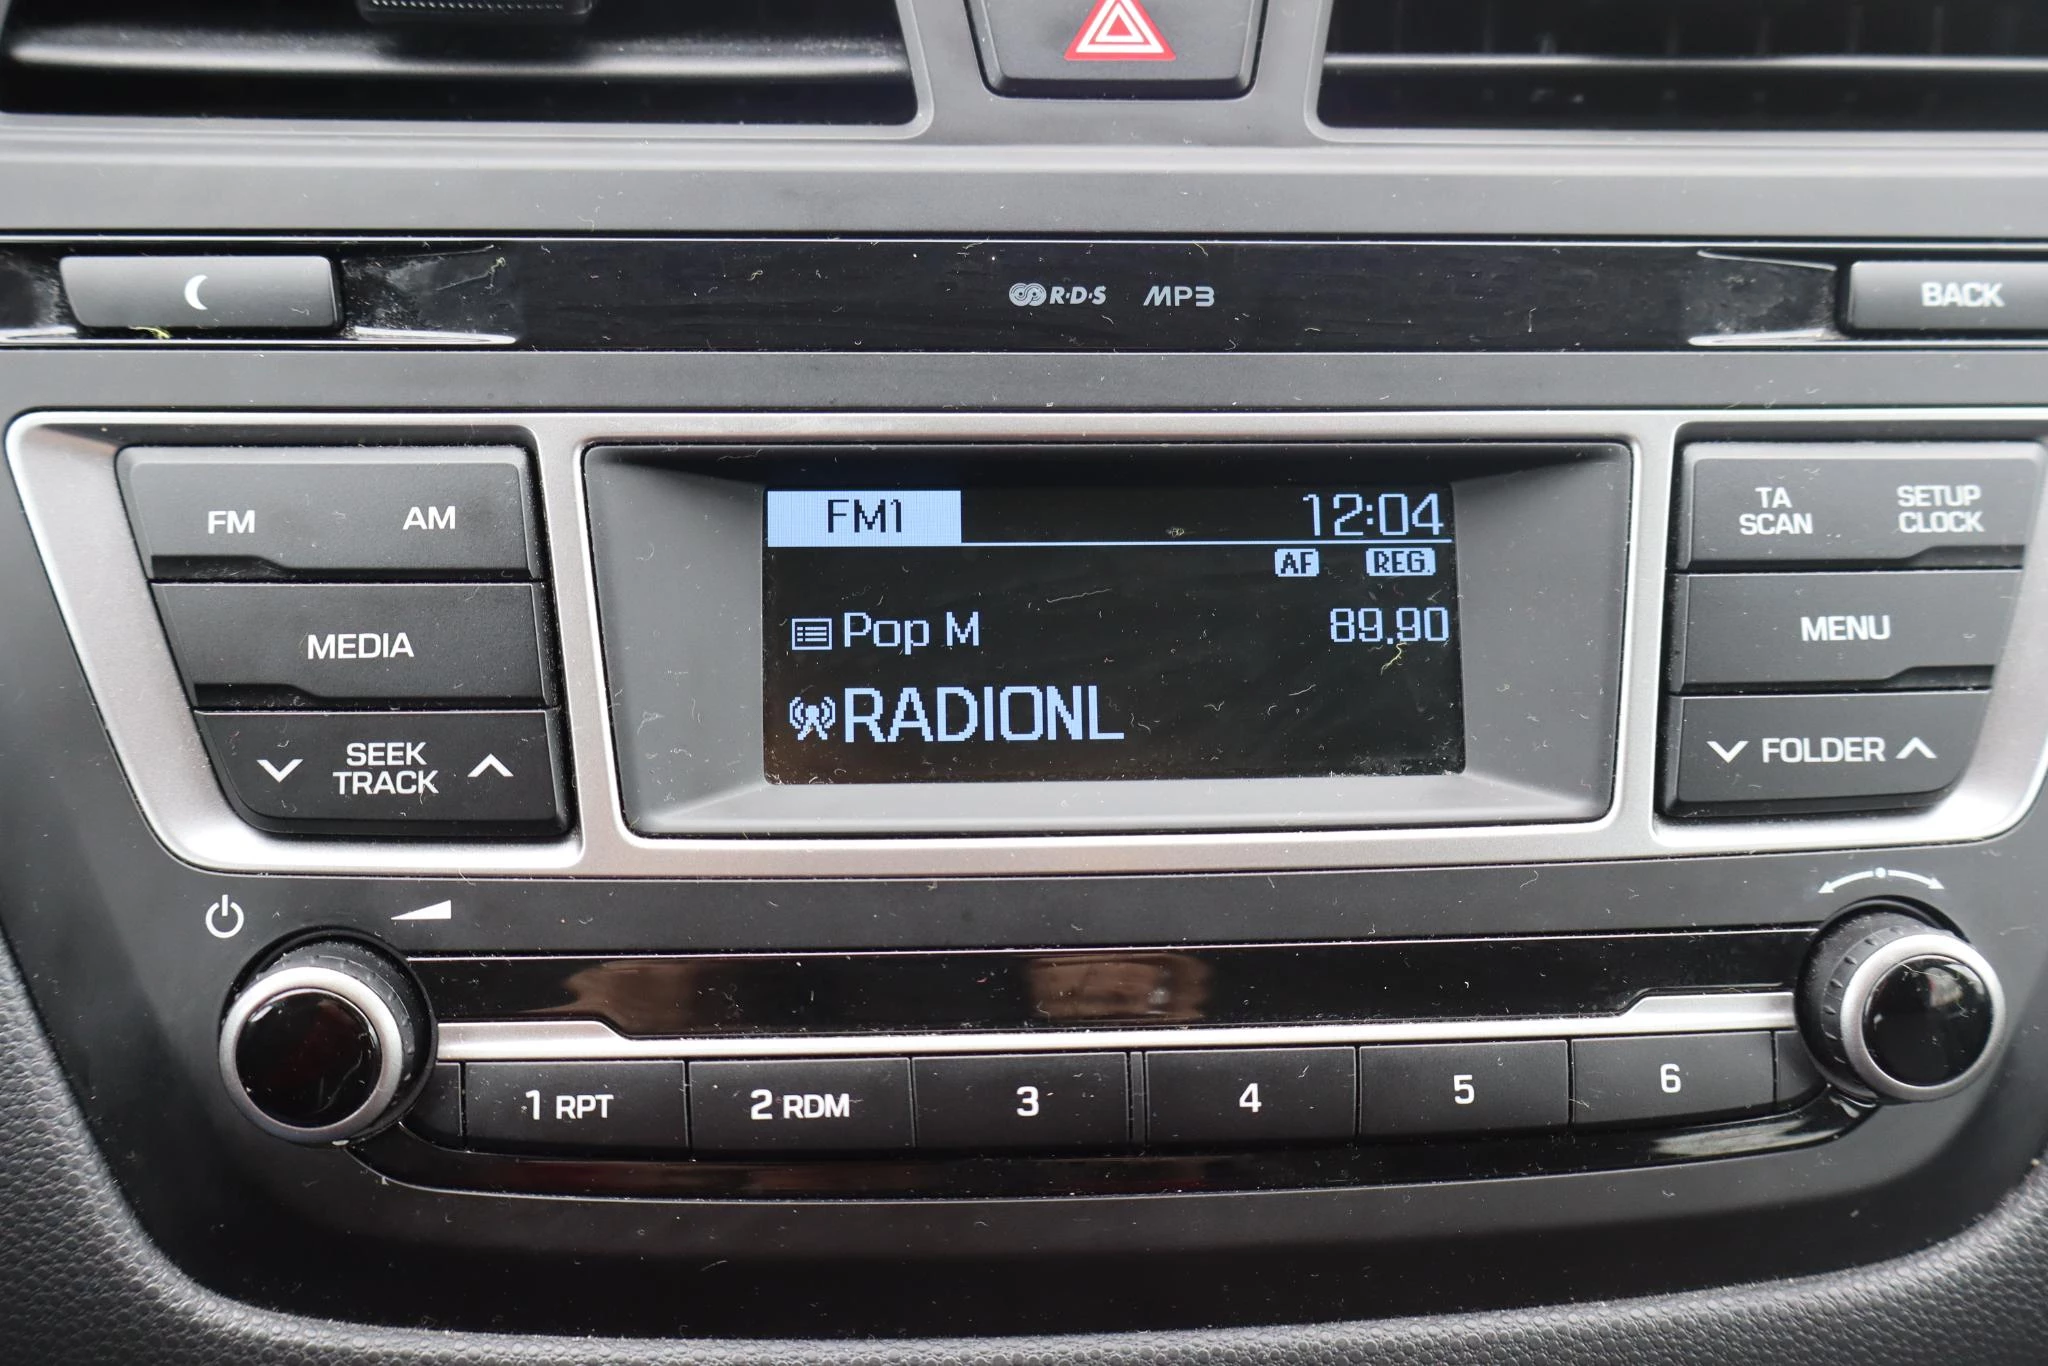 R·D·S MP3
BACK
FM AM
FM1 12:04
TA
SCAN
SETUP
CLOCK
AF REG.
MEDIA
Pop M 89.90
MENU
SEEK
TRACK
RADIONL
FOLDER
1 RPT 2 RDM 3 4 5 6